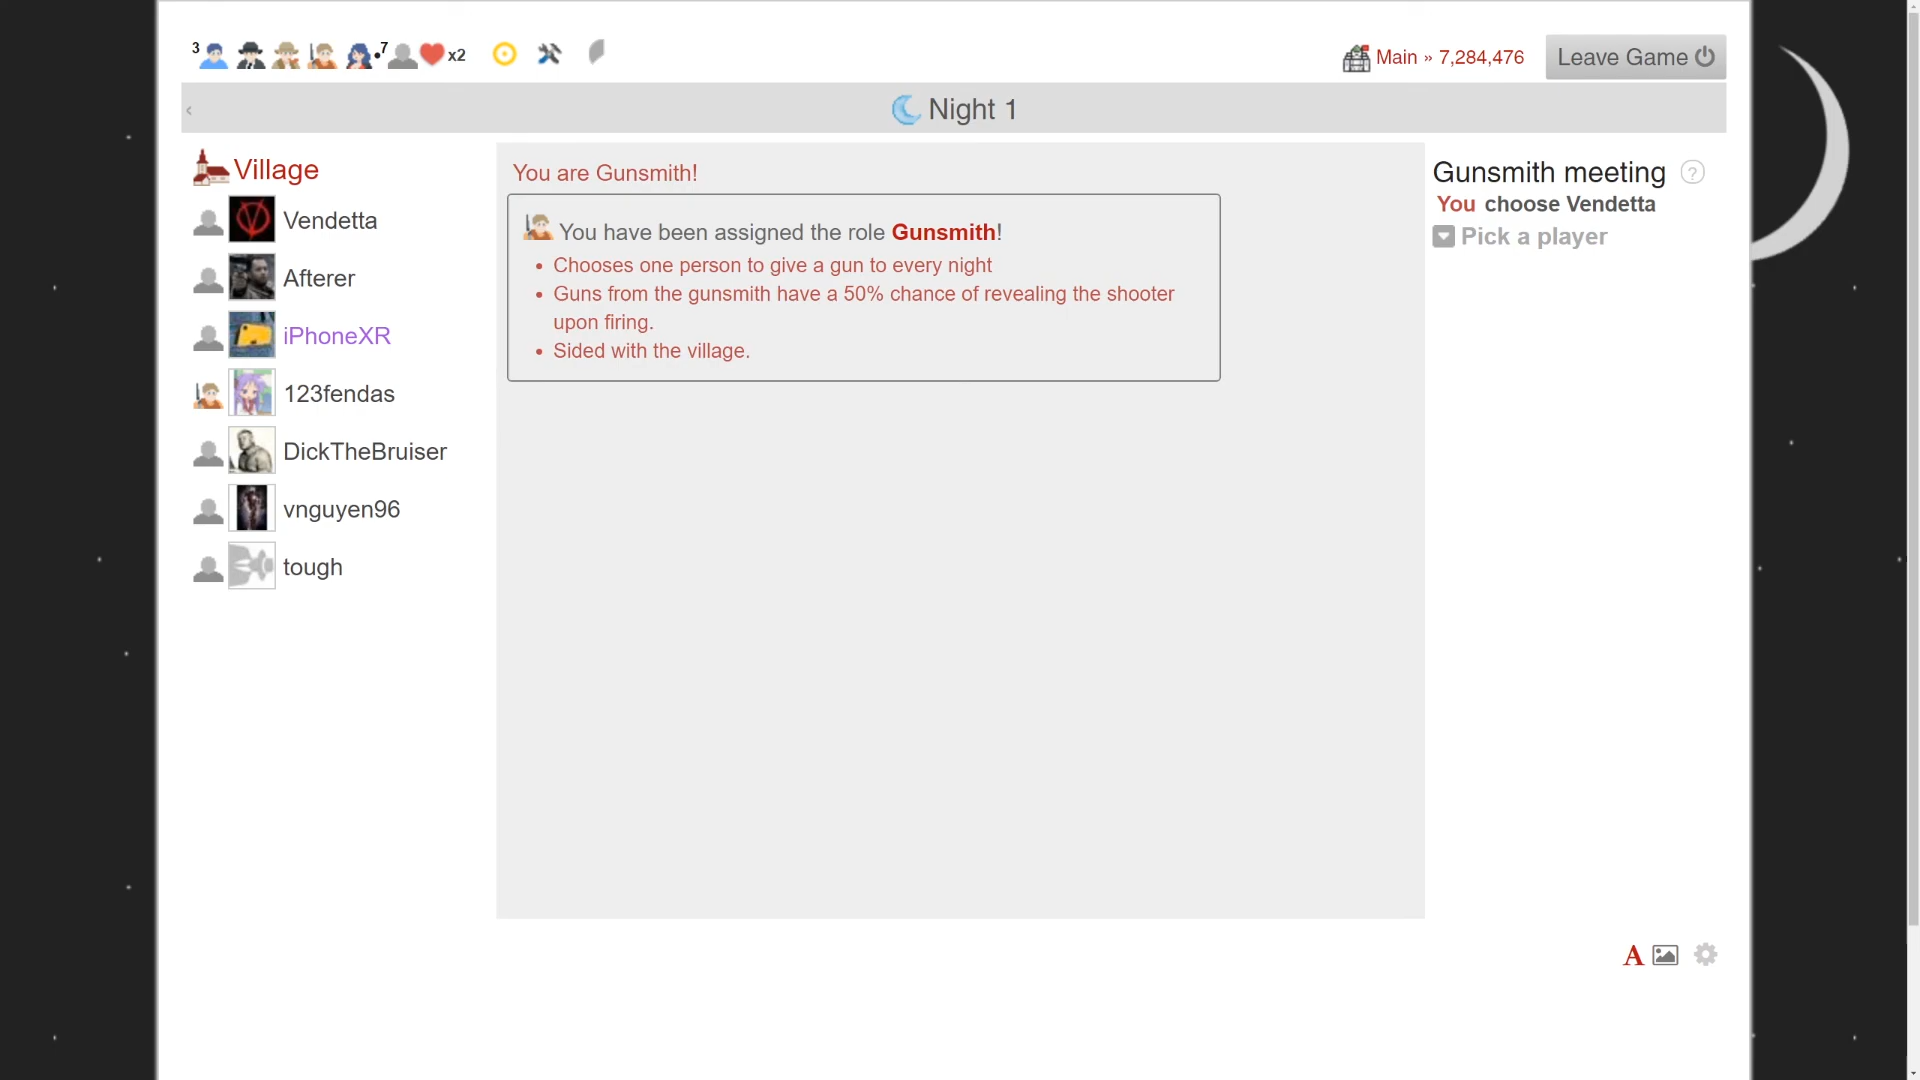 3
7
x2
Main » 7,284,476
Leave Game
‹
Night 1
Village
Vendetta
Afterer
iPhoneXR
123fendas
DickTheBruiser
vnguyen96
tough
You are Gunsmith!
You have been assigned the role Gunsmith!
• Chooses one person to give a gun to every night
• Guns from the gunsmith have a 50% chance of revealing the shooter
upon firing.
• Sided with the village.
Gunsmith meeting ?
You choose Vendetta
Pick a player
A